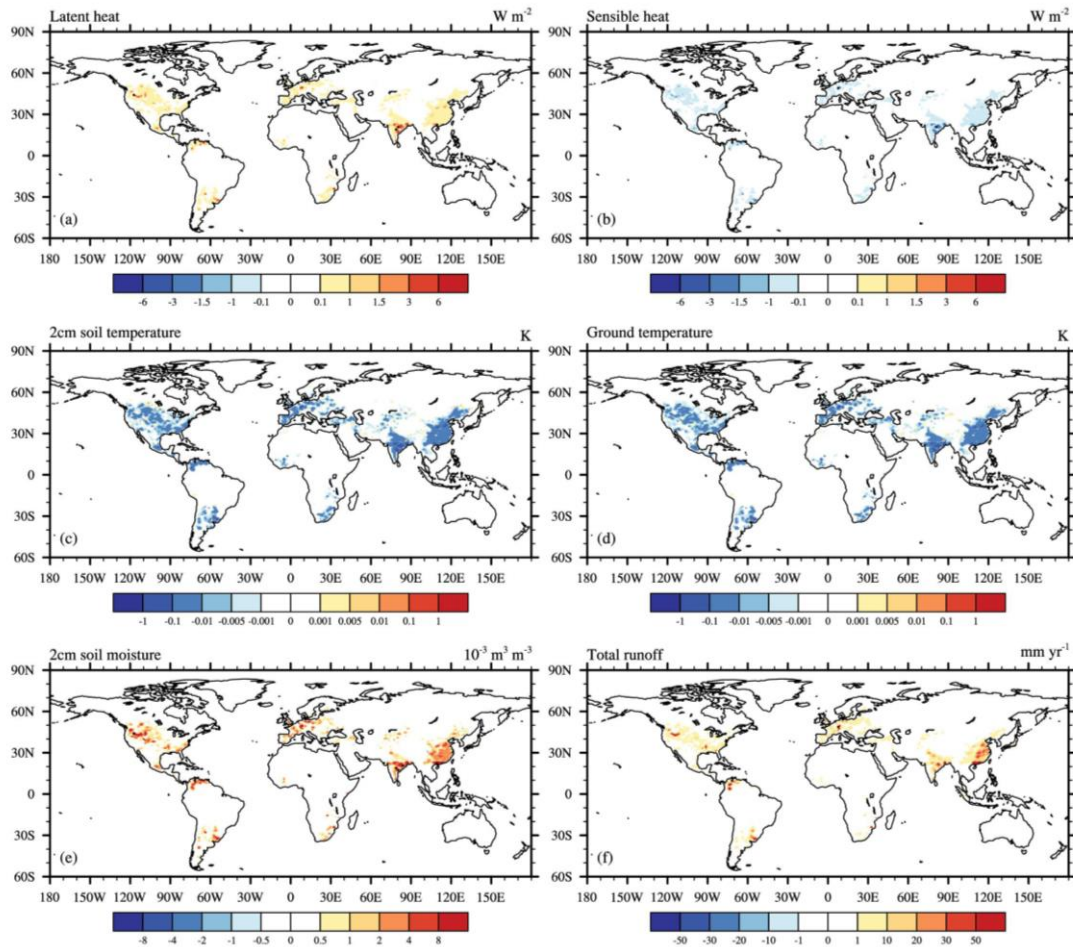 Latent heat W m-2
90N
60N
30N
0
30S
60S
(a)
180 150W 120W 90W 60W 30W 0 30E 60E 90E 120E 150E
-6 -3 -1.5 -1 -0.1 0 0.1 1 1.5 3 6
Sensible heat W m-2
90N
60N
30N
0
30S
60S
(b)
180 150W 120W 90W 60W 30W 0 30E 60E 90E 120E 150E
-6 -3 -1.5 -1 -0.1 0 0.1 1 1.5 3 6
2cm soil temperature K
90N
60N
30N
0
30S
60S
(c)
180 150W 120W 90W 60W 30W 0 30E 60E 90E 120E 150E
-1 -0.1 -0.01 -0.005 -0.001 0 0.001 0.005 0.01 0.1 1
Ground temperature K
90N
60N
30N
0
30S
60S
(d)
180 150W 120W 90W 60W 30W 0 30E 60E 90E 120E 150E
-1 -0.1 -0.01 -0.005 -0.001 0 0.001 0.005 0.01 0.1 1
2cm soil moisture 10-3 m3 m-3
90N
60N
30N
0
30S
60S
(e)
180 150W 120W 90W 60W 30W 0 30E 60E 90E 120E 150E
-8 -4 -2 -1 -0.5 0 0.5 1 2 4 8
Total runoff mm yr-1
90N
60N
30N
0
30S
60S
(f)
180 150W 120W 90W 60W 30W 0 30E 60E 90E 120E 150E
-50 -30 -20 -10 -1 0 1 10 20 30 50